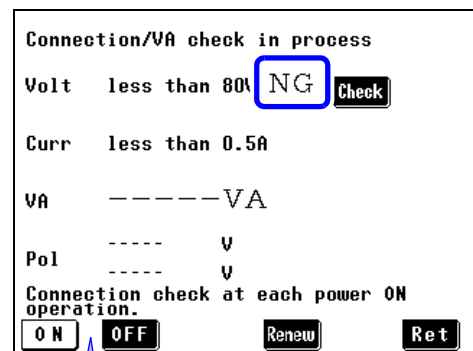 Connection/VA check in process
Volt less than 80V NG Check
Curr less than 0.5A
VA -----VA
----- V
Pol
----- V
Connection check at each power ON
operation.
ON OFF Renew Ret